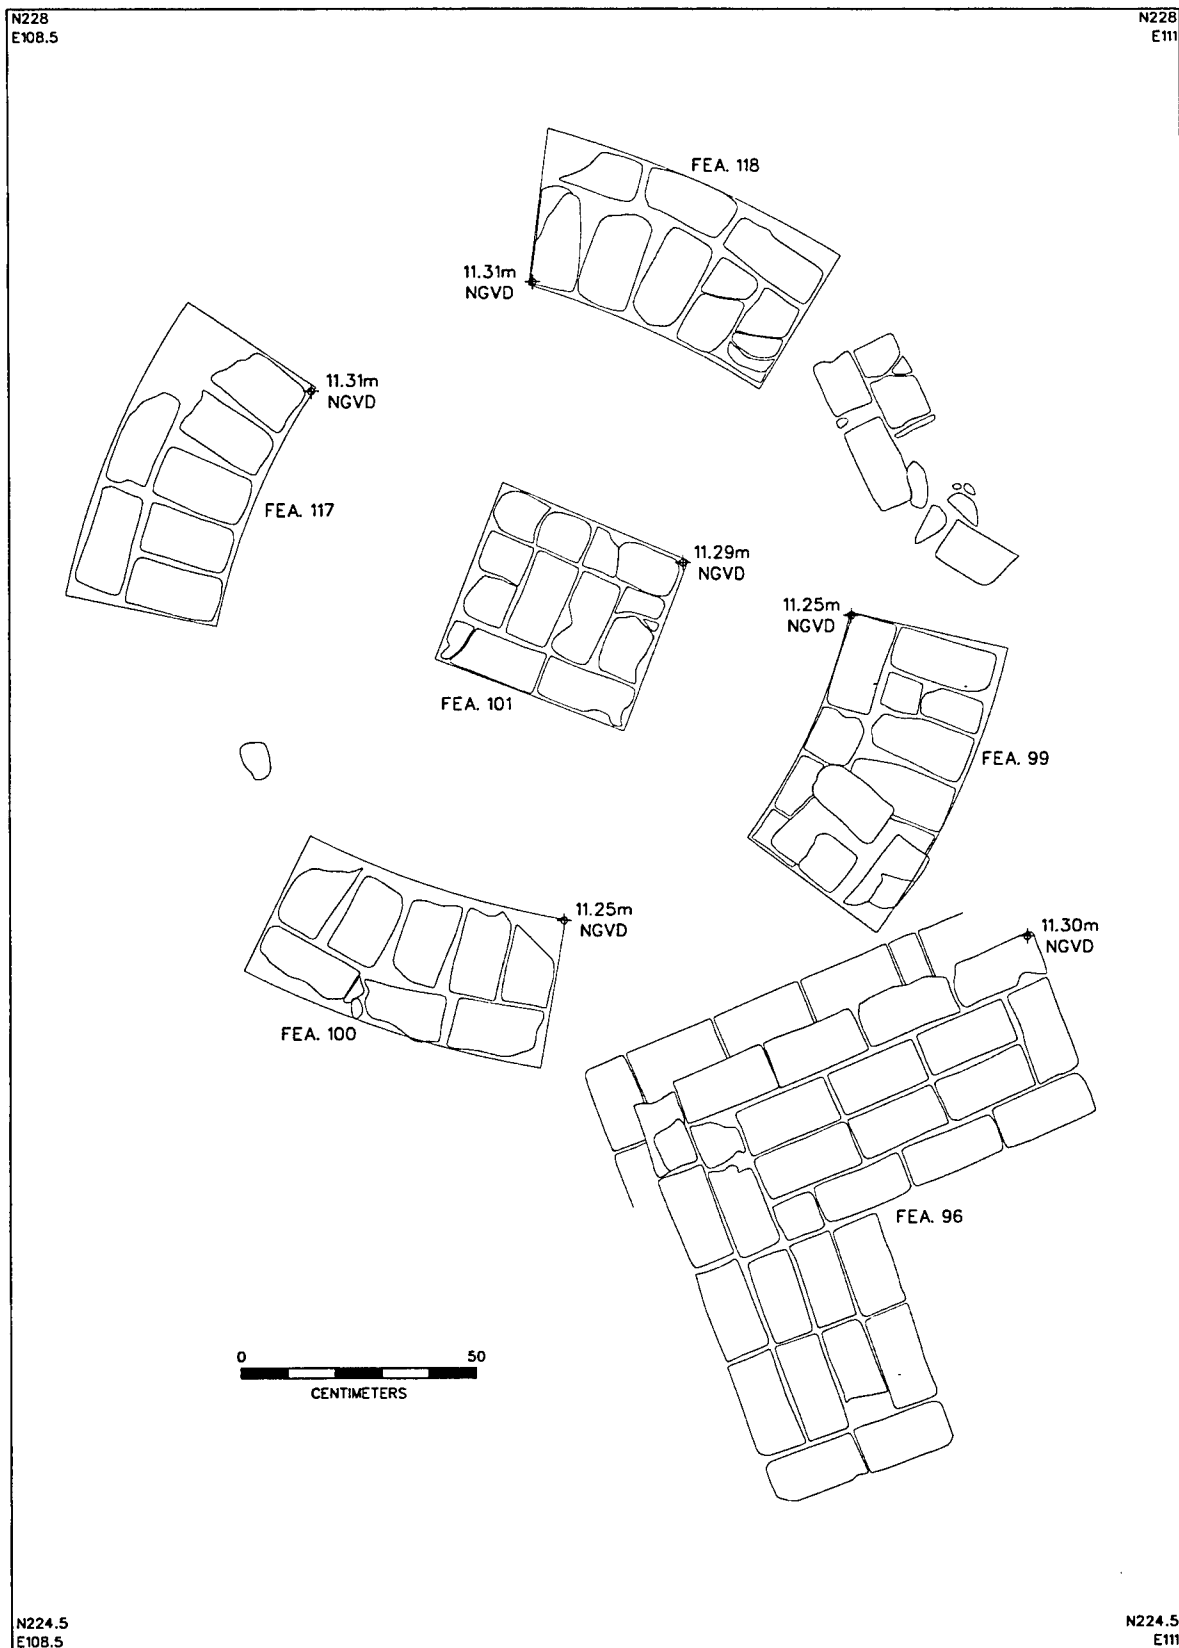 N228
E108.5
N228
E111
FEA. 118
11.31m
NGVD
11.31m
NGVD
FEA. 117
11.29m
NGVD
11.25m
NGVD
FEA. 101
FEA. 99
11.25m
NGVD
11.30m
NGVD
FEA. 100
FEA. 96
0 50
CENTIMETERS
N224.5
E108.5
N224.5
E111